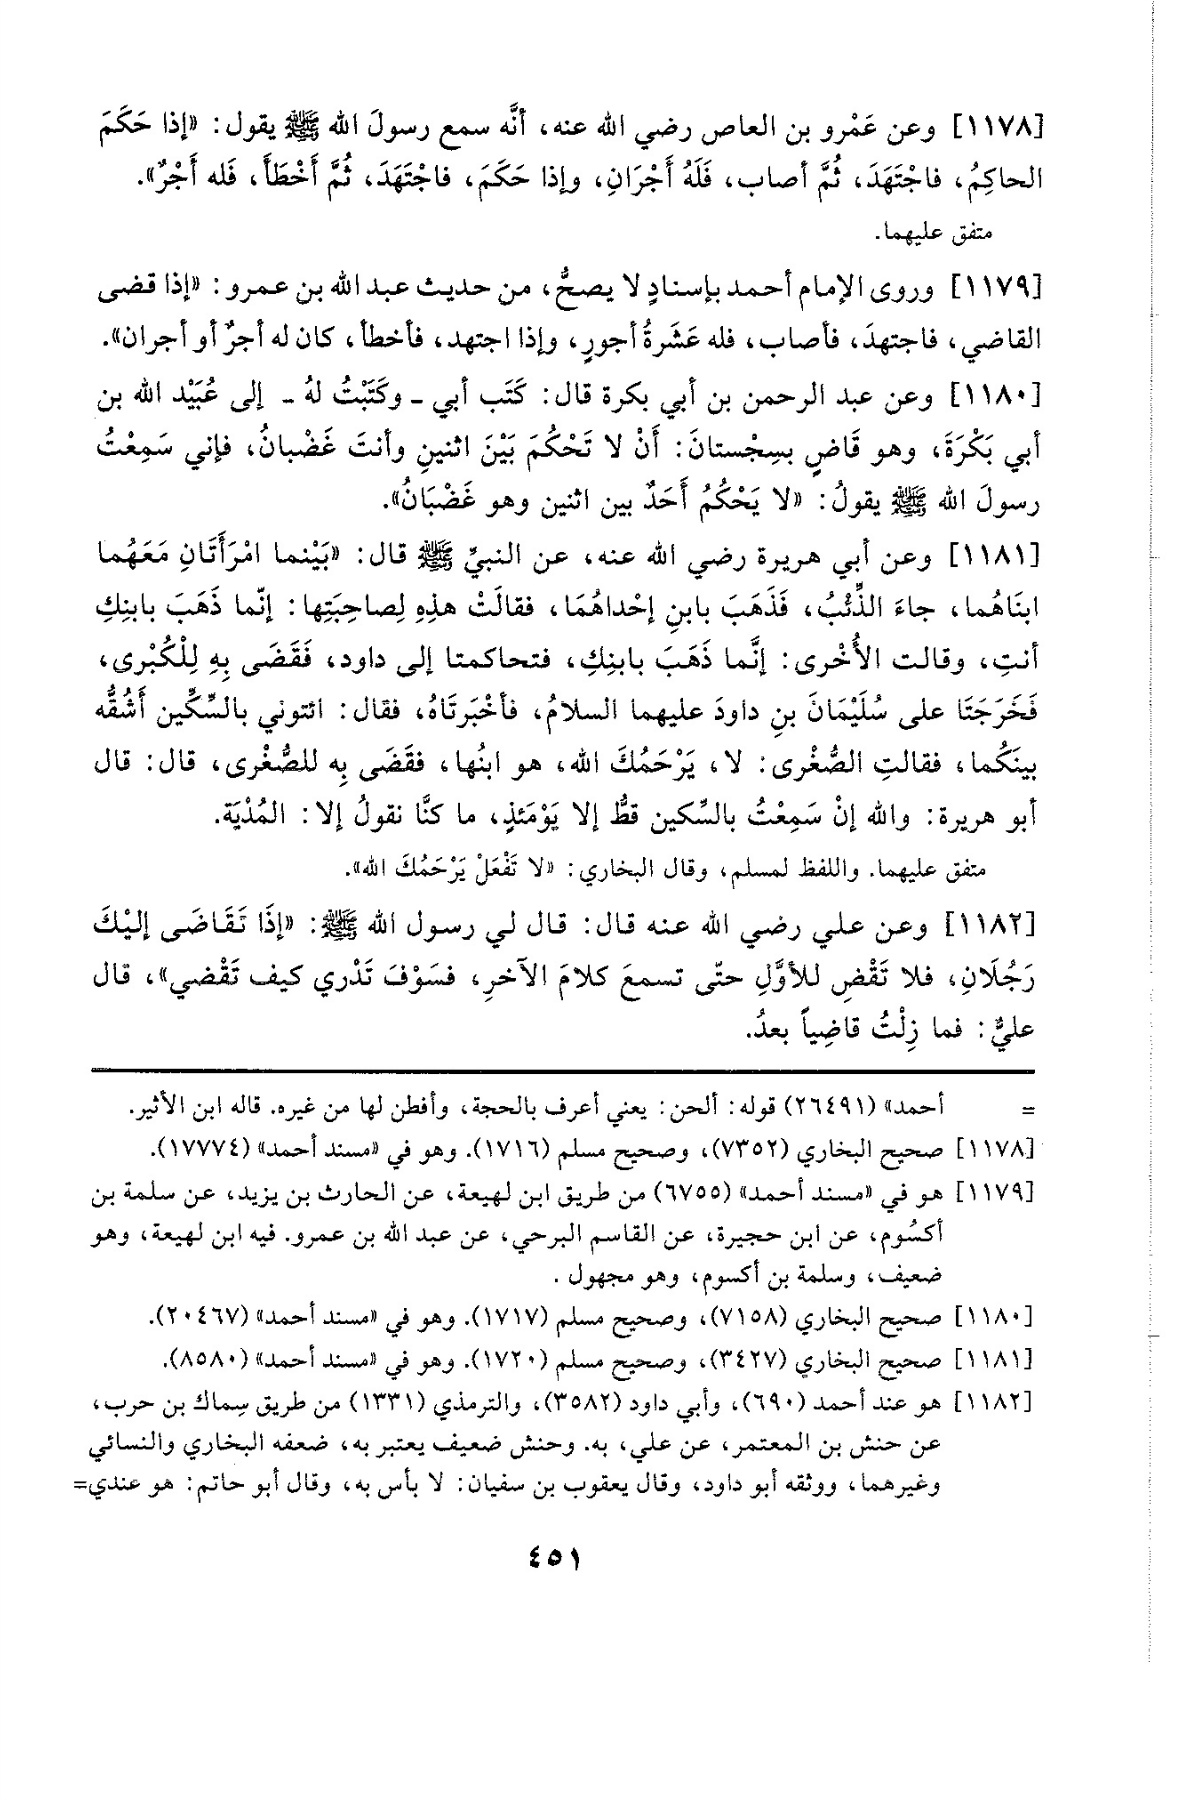 [١١٧٨] وعن عَمْرو بن العاص رضي الله عنه، أنَّه سمع رسولَ الله ﷺ يقول: «إذا حَكَمَ
الحاكِمُ، فاجْتَهَدَ، ثُمَّ أصاب، فَلَهُ أَجْرَانِ، وإذا حَكَمَ، فاجْتَهَدَ، ثُمَّ أَخْطَأَ، فَله أَجْرٌ».
متفق عليهما.
[١١٧٩] وروى الإمام أحمد بإسنادٍ لا يصحُّ، من حديث عبد الله بن عمرو: «إذا قضى
القاضي، فاجتهدَ، فأصاب، فله عَشَرةُ أجورٍ، وإذا اجتهد، فأخطأ، كان له أجرٌ أو أجران».
[١١٨٠] وعن عبد الرحمن بن أبي بكرة قال: كَتَب أبي ـ وكَتَبْتُ لهُ ـ إلى عُبَيْد الله بن
أبي بَكْرَةَ، وهو قَاضٍ بسِجْستانَ: أَنْ لا تَحْكُمَ بَيْنَ اثنينِ وأنتَ غَضْبانُ، فإني سَمِعْتُ
رسولَ الله ﷺ يقولُ: «لا يَحْكُمُ أَحَدٌ بين اثنين وهو غَضْبَانُ».
[١١٨١] وعن أبي هريرة رضي الله عنه، عن النبيِّ ﷺ قال: «بَيْنما امْرَأَتَانِ مَعَهُما
ابنَاهُما، جاءَ الذِّئْبُ، فَذَهَبَ بابنِ إحْداهُمَا، فقالَتْ هذِهِ لِصاحِبَتِها: إنّما ذَهَبَ بابنِكِ
أنتِ، وقالت الأُخْرى: إنَّما ذَهَبَ بابنِكِ، فتحاكمتا إلى داود، فَقَضَى بِهِ لِلْكُبْرى،
فَخَرَجَتَا على سُلَيْمَانَ بنِ داودَ عليهما السلامُ، فأخْبَرتَاهُ، فقال: ائتوني بالسِّكِّين أَشُقُّه
بينَكُما، فقالتِ الصُّغْرى: لا، يَرْحَمُكَ الله، هو ابنُها، فقَضَى بِه للصُّغْرى، قال: قال
أبو هريرة: والله إنْ سَمِعْتُ بالسِّكين قطُّ إلا يَوْمَئذٍ، ما كنَّا نقولُ إلا: المُدْيَة.
متفق عليهما. واللفظ لمسلم، وقال البخاري: «لا تَفْعَلْ يَرْحَمُكَ الله».
[١١٨٢] وعن علي رضي الله عنه قال: قال لي رسول الله ﷺ: «إذَا تَقَاضَى إليْكَ
رَجُلَانِ، فلا تَقْضِ للأوَّلِ حتّى تسمعَ كلامَ الآخرِ، فسَوْفَ تَدْري كيف تَقْضي»، قال
عليٌّ: فما زِلْتُ قاضِياً بعدُ.
= أحمد» (٢٦٤٩١) قوله: ألحن: يعني أعرف بالحجة، وأفطن لها من غيره. قاله ابن الأثير.
[١١٧٨] صحيح البخاري (٧٣٥٢)، وصحيح مسلم (١٧١٦). وهو في «مسند أحمد» (١٧٧٧٤).
[١١٧٩] هو في «مسند أحمد» (٦٧٥٥) من طريق ابن لهيعة، عن الحارث بن يزيد، عن سلمة بن
أكسُوم، عن ابن حجيرة، عن القاسم البرحي، عن عبد الله بن عمرو. فيه ابن لهيعة، وهو
ضعيف، وسلمة بن أكسوم، وهو مجهول .
[١١٨٠] صحيح البخاري (٧١٥٨)، وصحيح مسلم (١٧١٧). وهو في «مسند أحمد» (٢٠٤٦٧).
[١١٨١] صحيح البخاري (٣٤٢٧)، وصحيح مسلم (١٧٢٠). وهو في «مسند أحمد» (٨٥٨٠).
[١١٨٢] هو عند أحمد (٦٩٠)، وأبي داود (٣٥٨٢)، والترمذي (١٣٣١) من طريق سِماك بن حرب،
عن حنش بن المعتمر، عن علي، به. وحنش ضعيف يعتبر به، ضعفه البخاري والنسائي
وغيرهما، ووثقه أبو داود، وقال يعقوب بن سفيان: لا بأس به، وقال أبو حاتم: هو عندي=
٤٥١